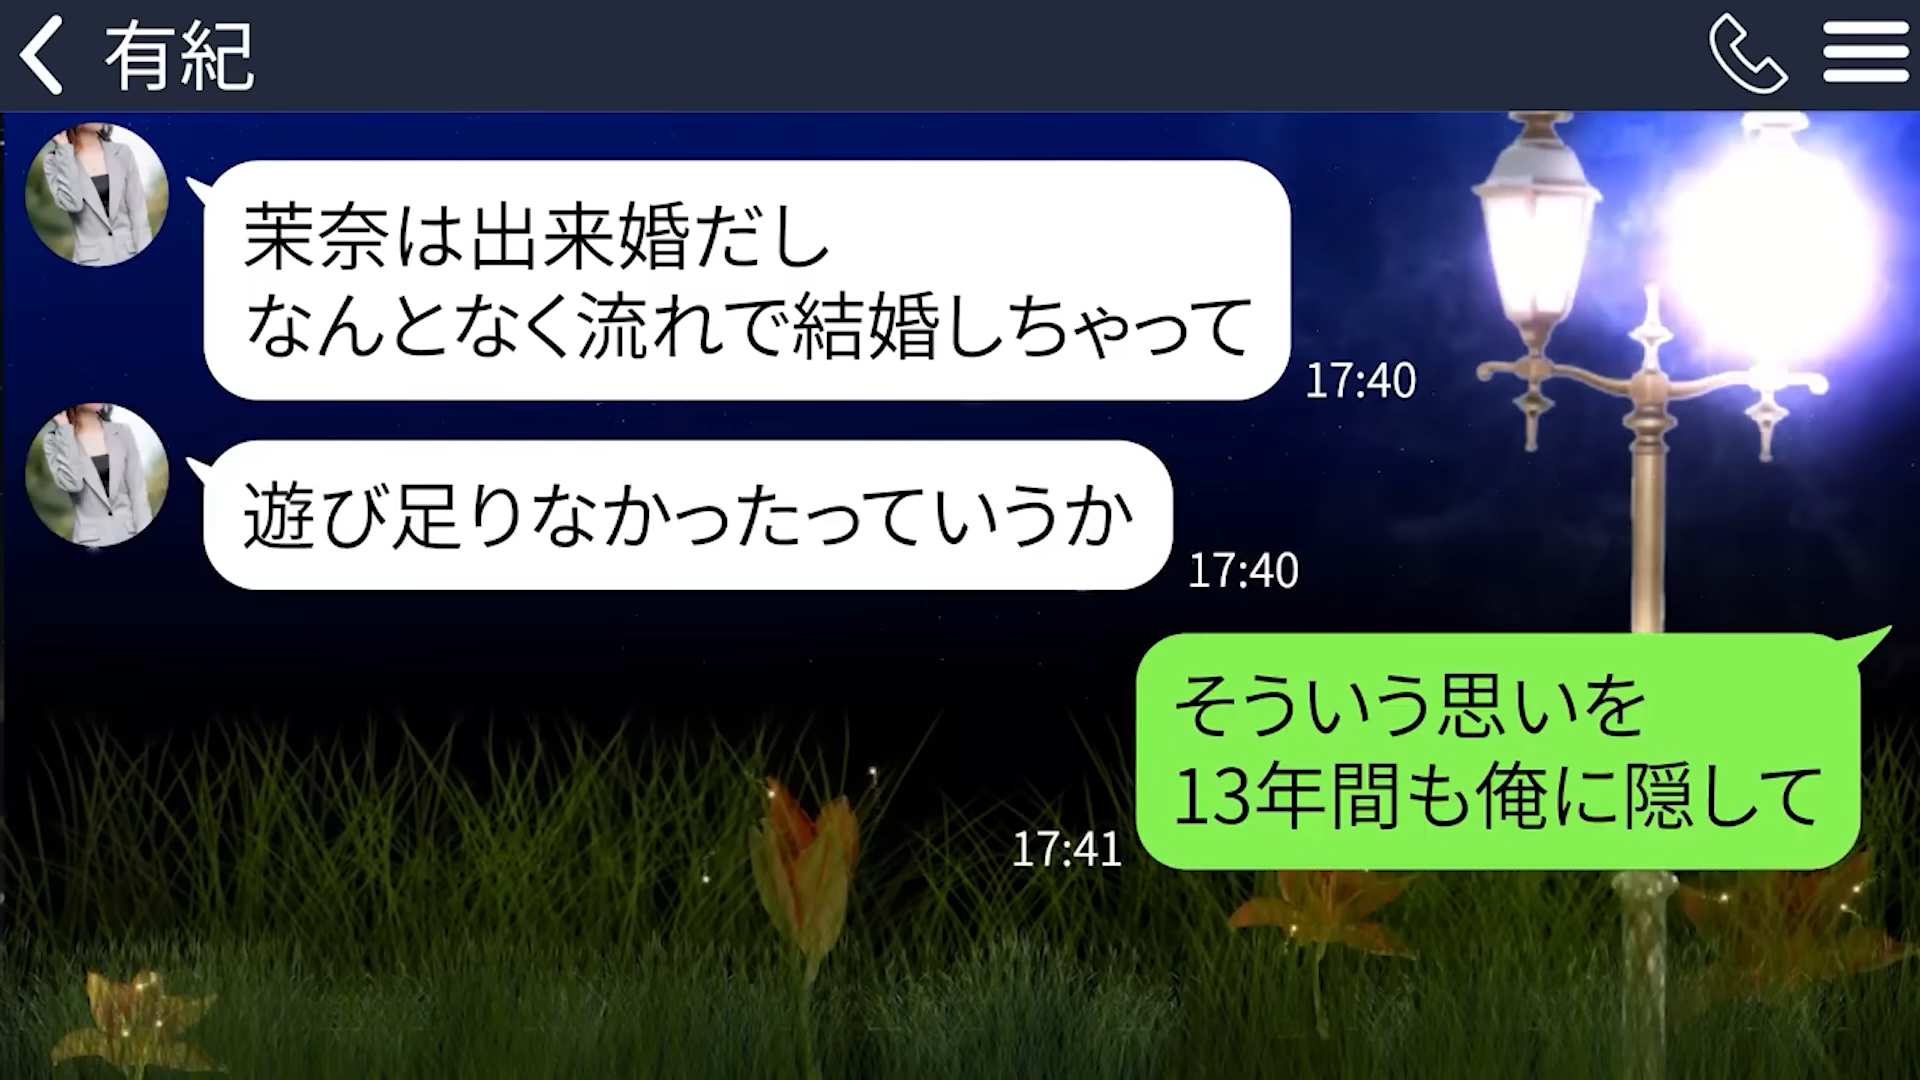 有紀
茉奈は出来婚だし
なんとなく流れで結婚しちゃって
17:40
遊び足りなかったっていうか
17:40
そういう思いを
13年間も俺に隠して
17:41